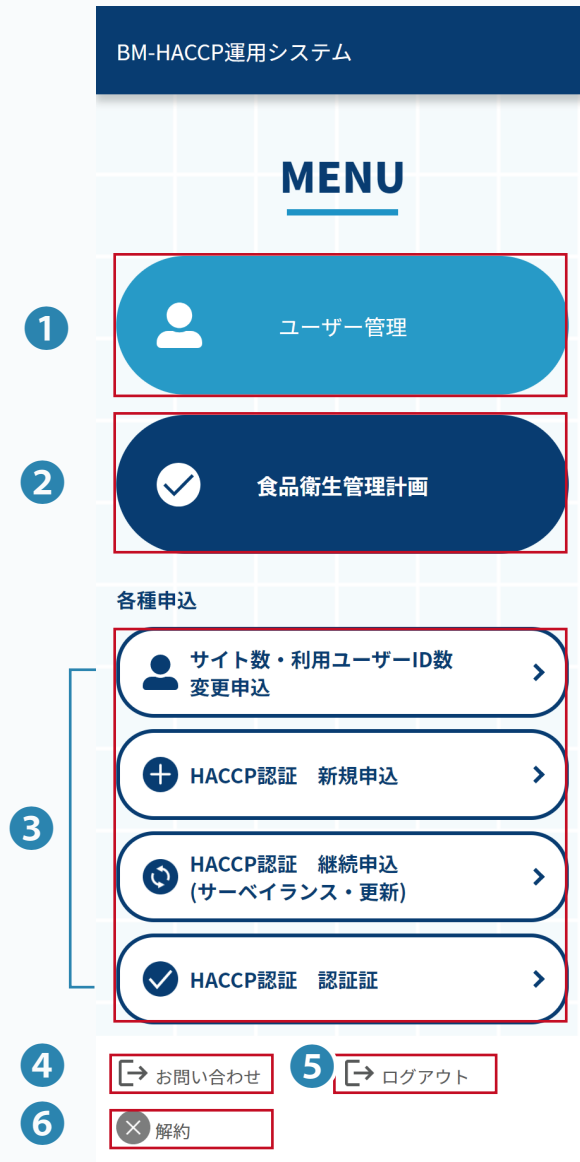 BM-HACCP運用システム
MENU
1
ユーザー管理
2
食品衛生管理計画
各種申込
3
サイト数・利用ユーザーID数
変更申込
HACCP認証　新規申込
HACCP認証　継続申込
(サーベイランス・更新)
HACCP認証　認証証
4
お問い合わせ
5
ログアウト
6
解約